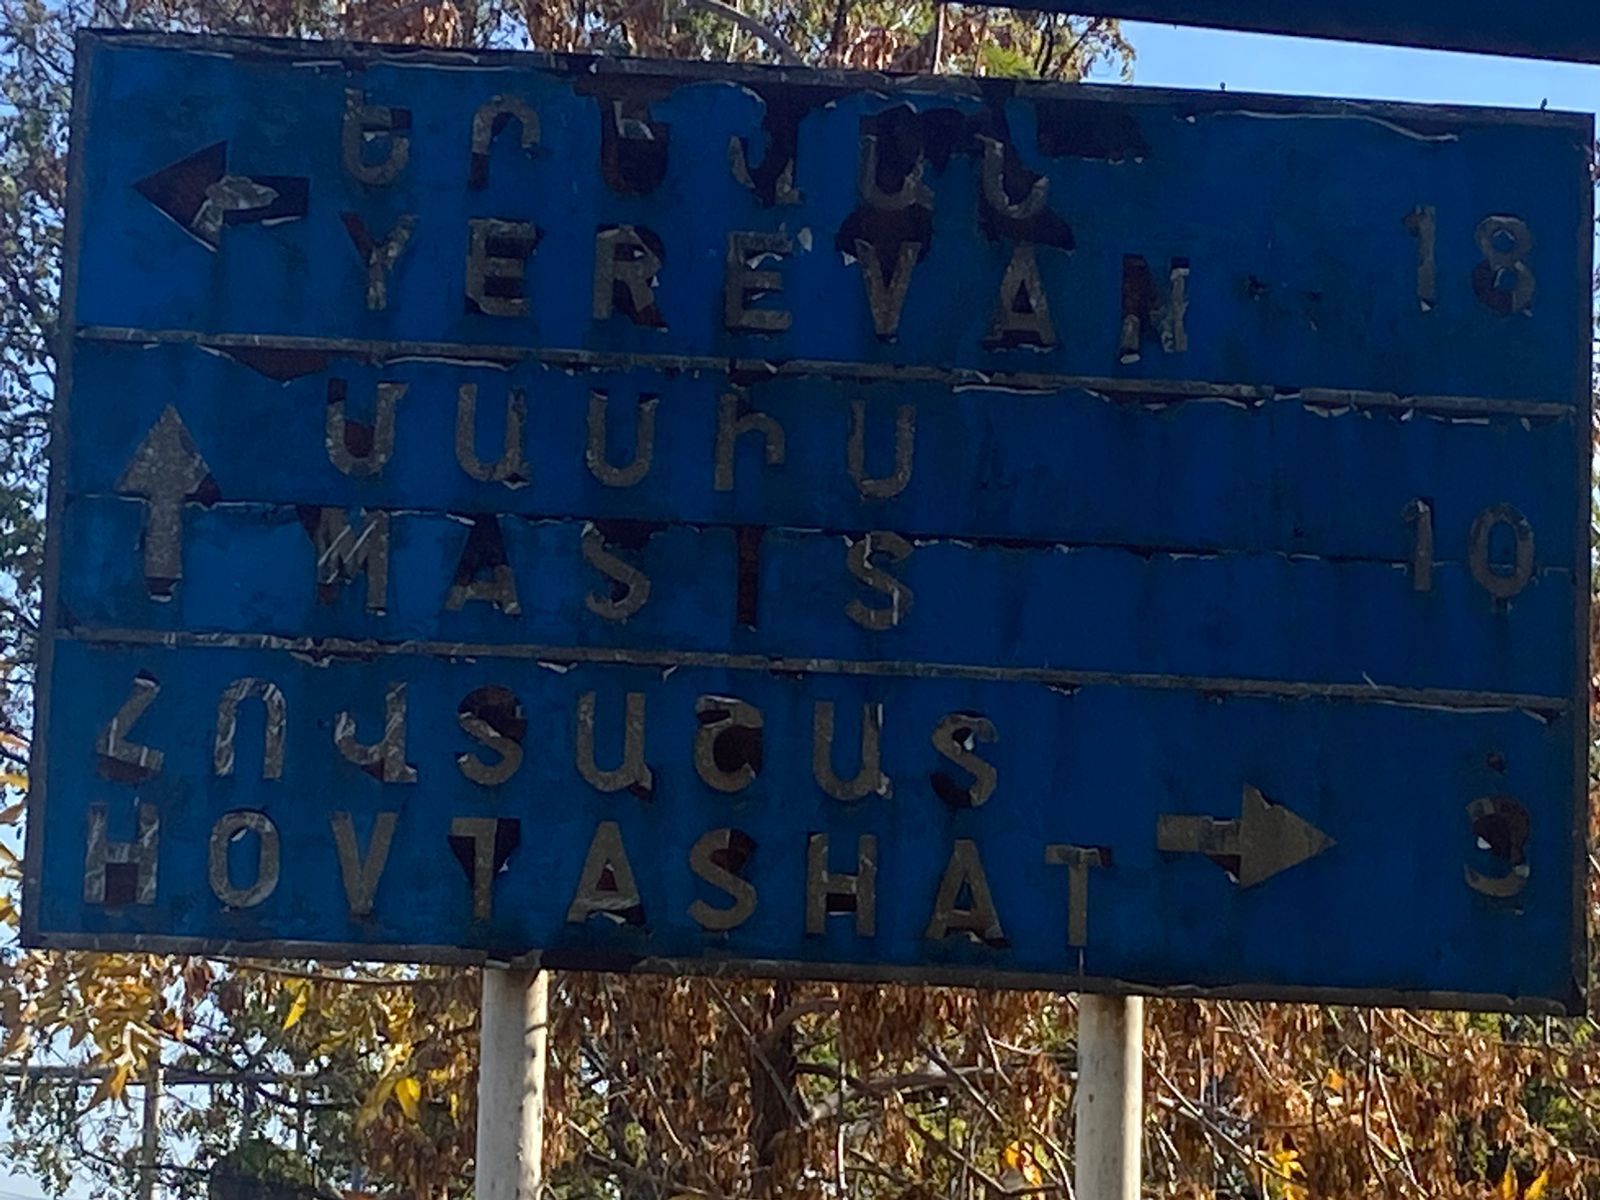 ԵՐԵՎԱՆ
YEREVAN 18
ՄԱՍԻՍ
MASIS 10
ՀՈՎՏԱՇԱՏ
HOVTASHAT 3